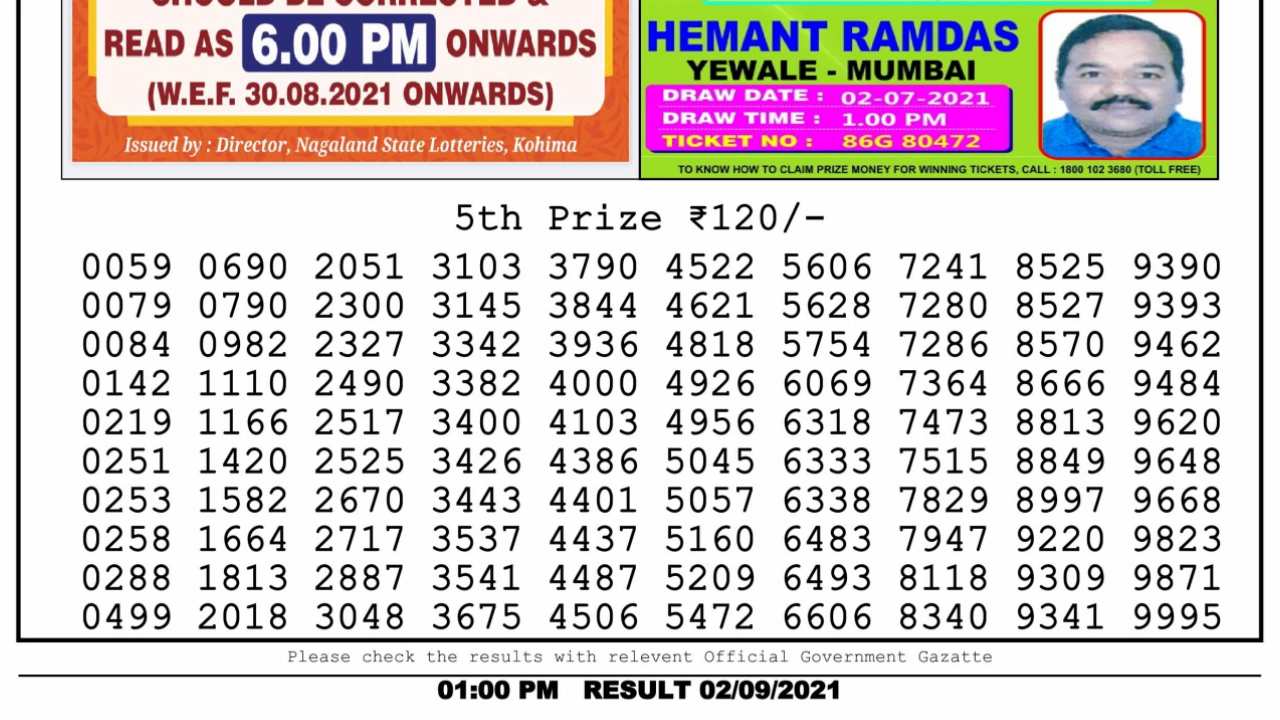 SHOULD BE CORRECTED &
READ AS 6.00 PM ONWARDS
(W.E.F. 30.08.2021 ONWARDS)
Issued by : Director, Nagaland State Lotteries, Kohima
HEMANT RAMDAS
YEWALE - MUMBAI
DRAW DATE : 02-07-2021
DRAW TIME : 1.00 PM
TICKET NO : 86G 80472
TO KNOW HOW TO CLAIM PRIZE MONEY FOR WINNING TICKETS, CALL : 1800 102 3680 (TOLL FREE)
5th Prize ₹120/-
0059 0690 2051 3103 3790 4522 5606 7241 8525 9390
0079 0790 2300 3145 3844 4621 5628 7280 8527 9393
0084 0982 2327 3342 3936 4818 5754 7286 8570 9462
0142 1110 2490 3382 4000 4926 6069 7364 8666 9484
0219 1166 2517 3400 4103 4956 6318 7473 8813 9620
0251 1420 2525 3426 4386 5045 6333 7515 8849 9648
0253 1582 2670 3443 4401 5057 6338 7829 8997 9668
0258 1664 2717 3537 4437 5160 6483 7947 9220 9823
0288 1813 2887 3541 4487 5209 6493 8118 9309 9871
0499 2018 3048 3675 4506 5472 6606 8340 9341 9995
Please check the results with relevent Official Government Gazatte
01:00 PM RESULT 02/09/2021